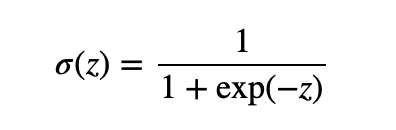 σ(z) = 1 / (1 + exp(−z))